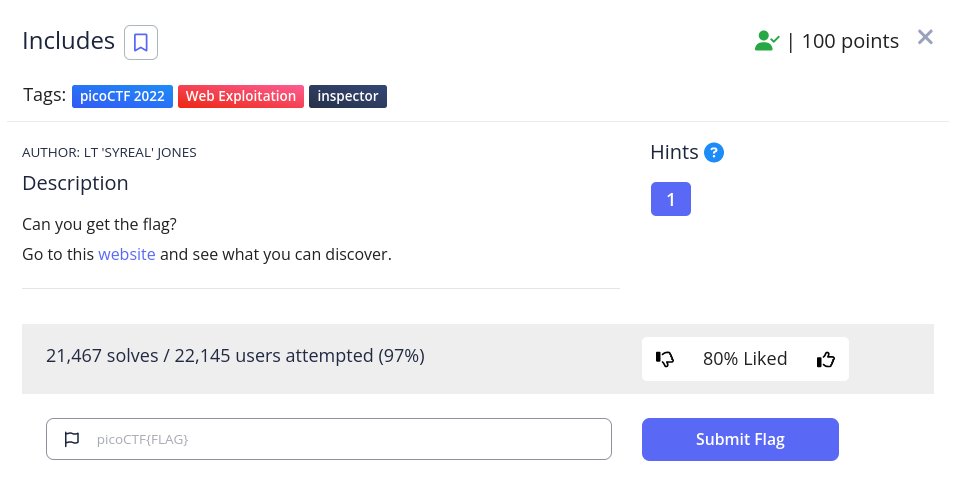 Includes
| 100 points
Tags: picoCTF 2022 Web Exploitation inspector
AUTHOR: LT 'SYREAL' JONES
Description
Can you get the flag?
Go to this website and see what you can discover.
Hints ?
1
21,467 solves / 22,145 users attempted (97%)
80% Liked
picoCTF{FLAG}
Submit Flag